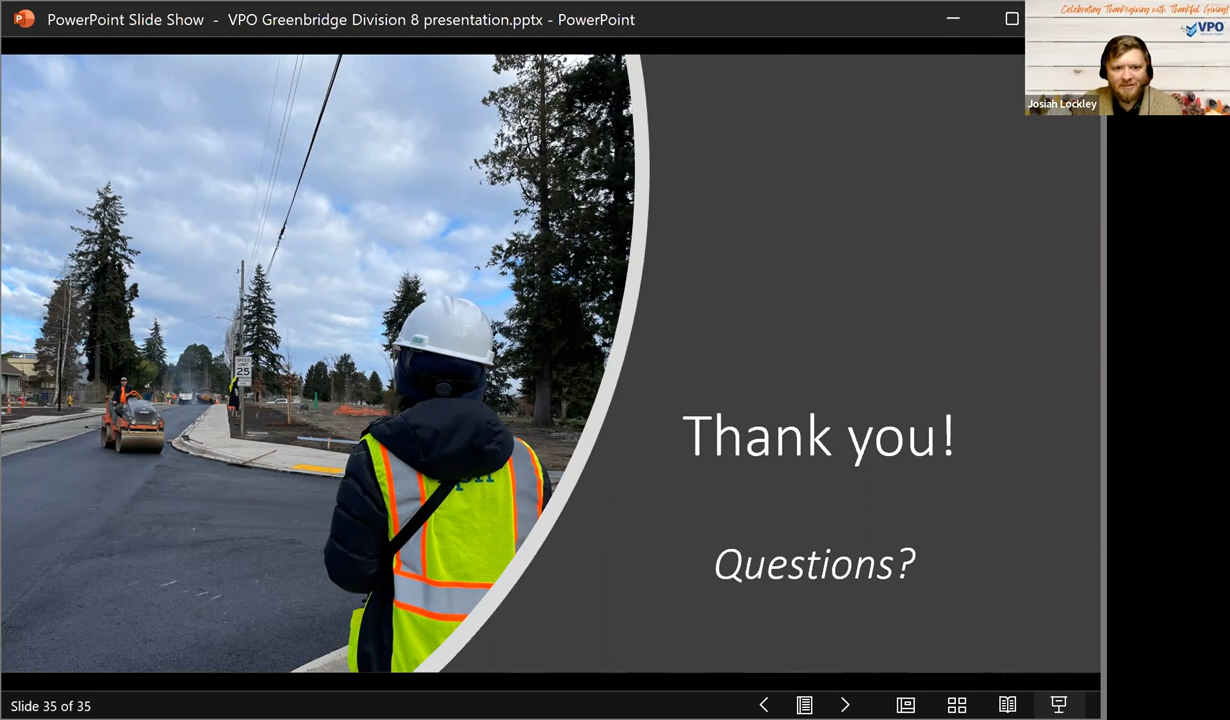 PowerPoint Slide Show - VPO Greenbridge Division 8 presentation.pptx - PowerPoint
Celebrating Thanksgiving with Thankful Giving!
VPO
Josiah Lockley
SPEED
LIMIT
25
Thank you!
Questions?
Slide 35 of 35